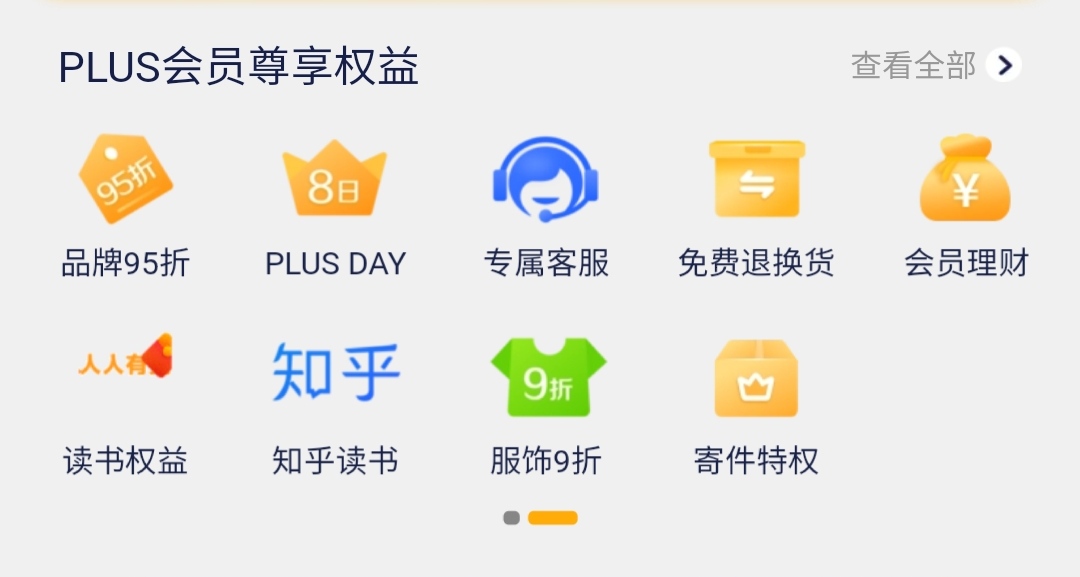 PLUS会员尊享权益
查看全部
95折
8日
¥
品牌95折
PLUS DAY
专属客服
免费退换货
会员理财
人人有
知乎
9折
读书权益
知乎读书
服饰9折
寄件特权